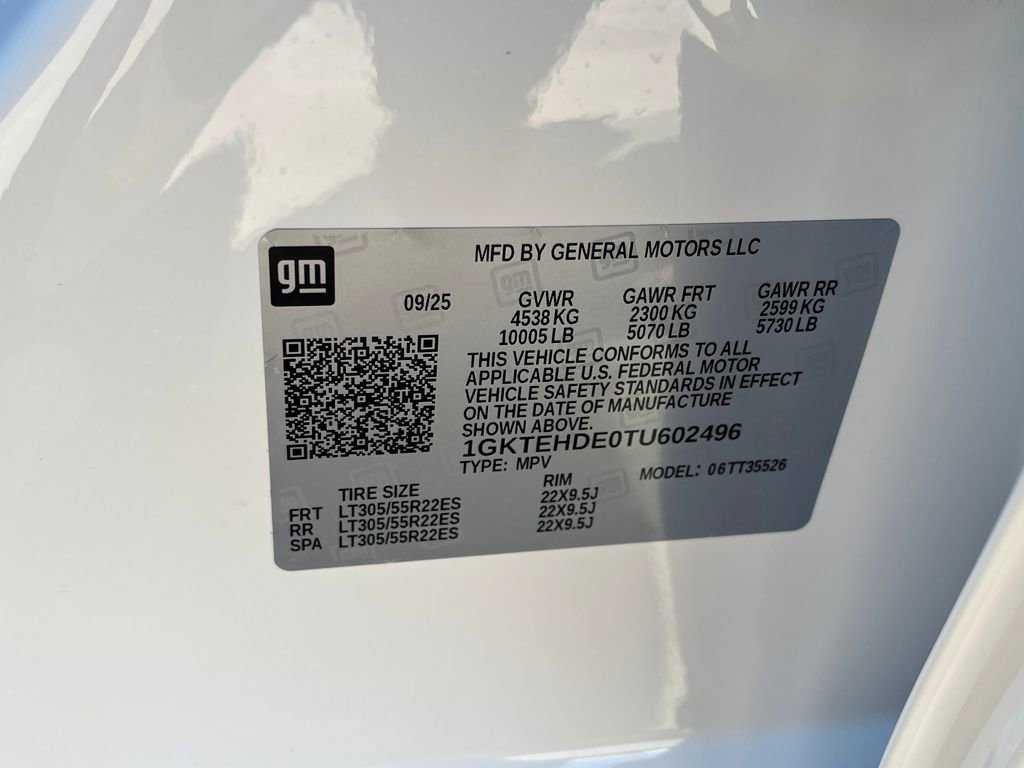 gm
MFD BY GENERAL MOTORS LLC
09/25 GVWR GAWR FRT GAWR RR
4538 KG 2300 KG 2599 KG
10005 LB 5070 LB 5730 LB
THIS VEHICLE CONFORMS TO ALL
APPLICABLE U.S. FEDERAL MOTOR
VEHICLE SAFETY STANDARDS IN EFFECT
ON THE DATE OF MANUFACTURE
SHOWN ABOVE.
1GKTEHDE0TU602496
TYPE: MPV MODEL: 06TT35526
TIRE SIZE RIM
FRT LT305/55R22ES 22X9.5J
RR LT305/55R22ES 22X9.5J
SPA LT305/55R22ES 22X9.5J